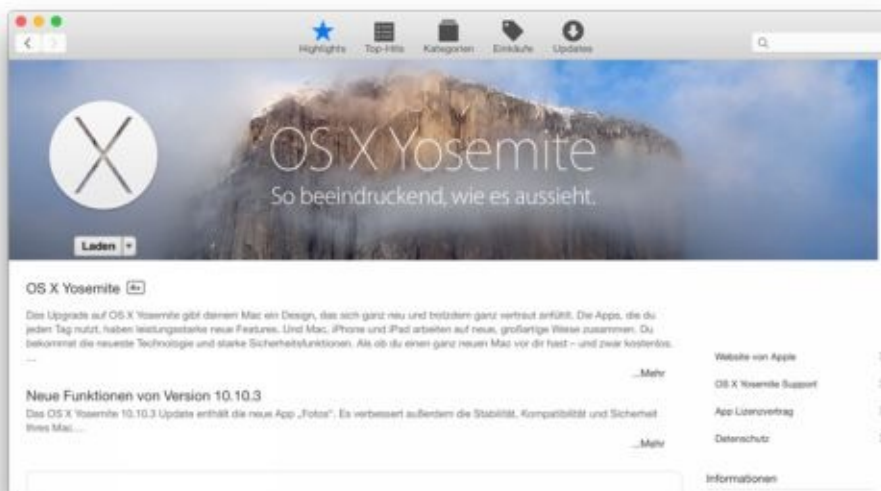 Highlights Top-Hits Kategorien Einkäufe Updates
OS X Yosemite
So beeindruckend, wie es aussieht.
Laden
OS X Yosemite 4+
Das Upgrade auf OS X Yosemite gibt deinem Mac ein Design, das sich ganz neu und trotzdem ganz vertraut anfühlt. Die Apps, die du
jeden Tag nutzt, haben leistungsstarke neue Features. Und Mac, iPhone und iPad arbeiten auf neue, großartige Weise zusammen. Du
bekommst die neueste Technologie und starke Sicherheitsfunktionen. Als ob du einen ganz neuen Mac vor dir hast – und zwar kostenlos.
...
...Mehr
Neue Funktionen von Version 10.10.3
Das OS X Yosemite 10.10.3 Update enthält die neue App „Fotos“. Es verbessert außerdem die Stabilität, Kompatibilität und Sicherheit
Ihres Mac....
...Mehr
Website von Apple
OS X Yosemite Support
App Lizenzvertrag
Datenschutz
Informationen